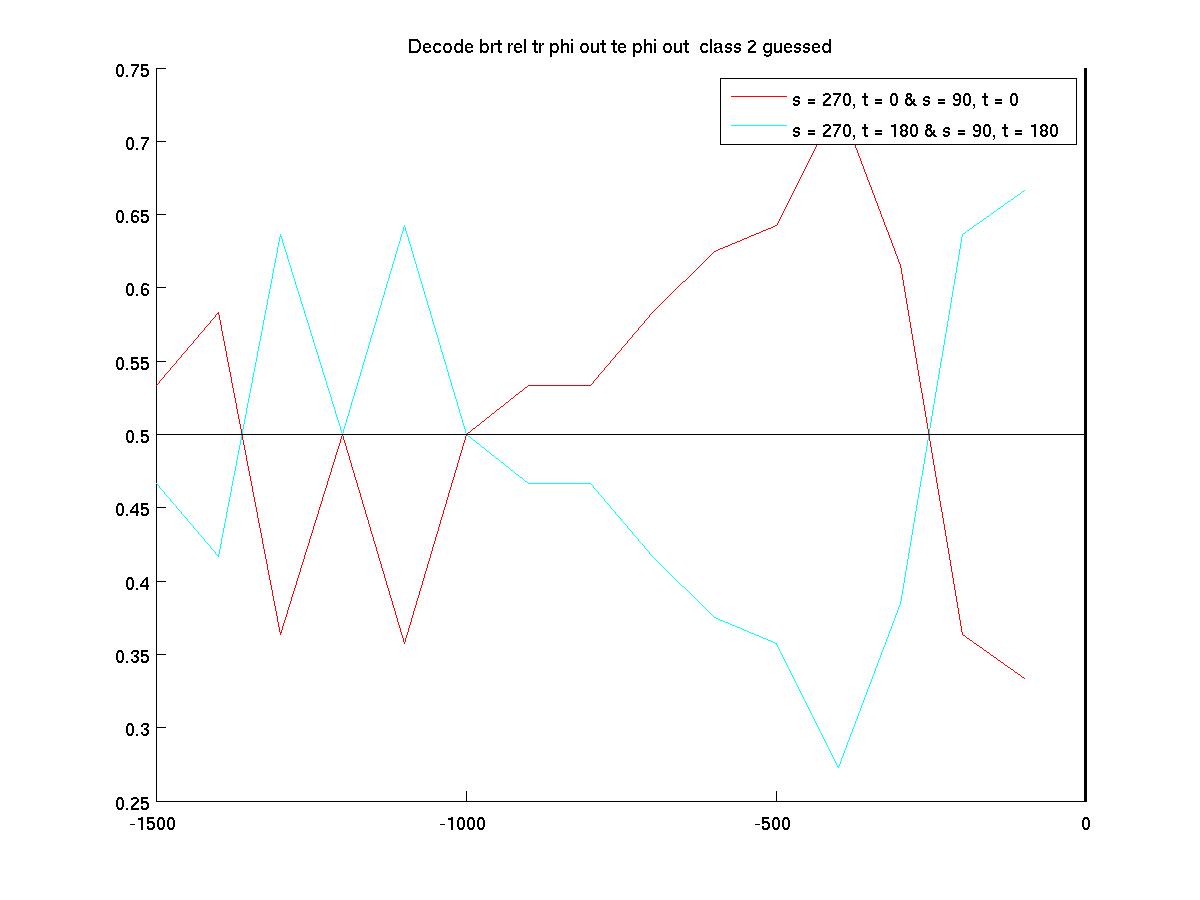 Decode brt rel tr phi out te phi out  class 2 guessed
0.75
s = 270, t = 0 & s = 90, t = 0
s = 270, t = 180 & s = 90, t = 180
0.7
0.65
0.6
0.55
0.5
0.45
0.4
0.35
0.3
0.25
-1500 -1000 -500 0